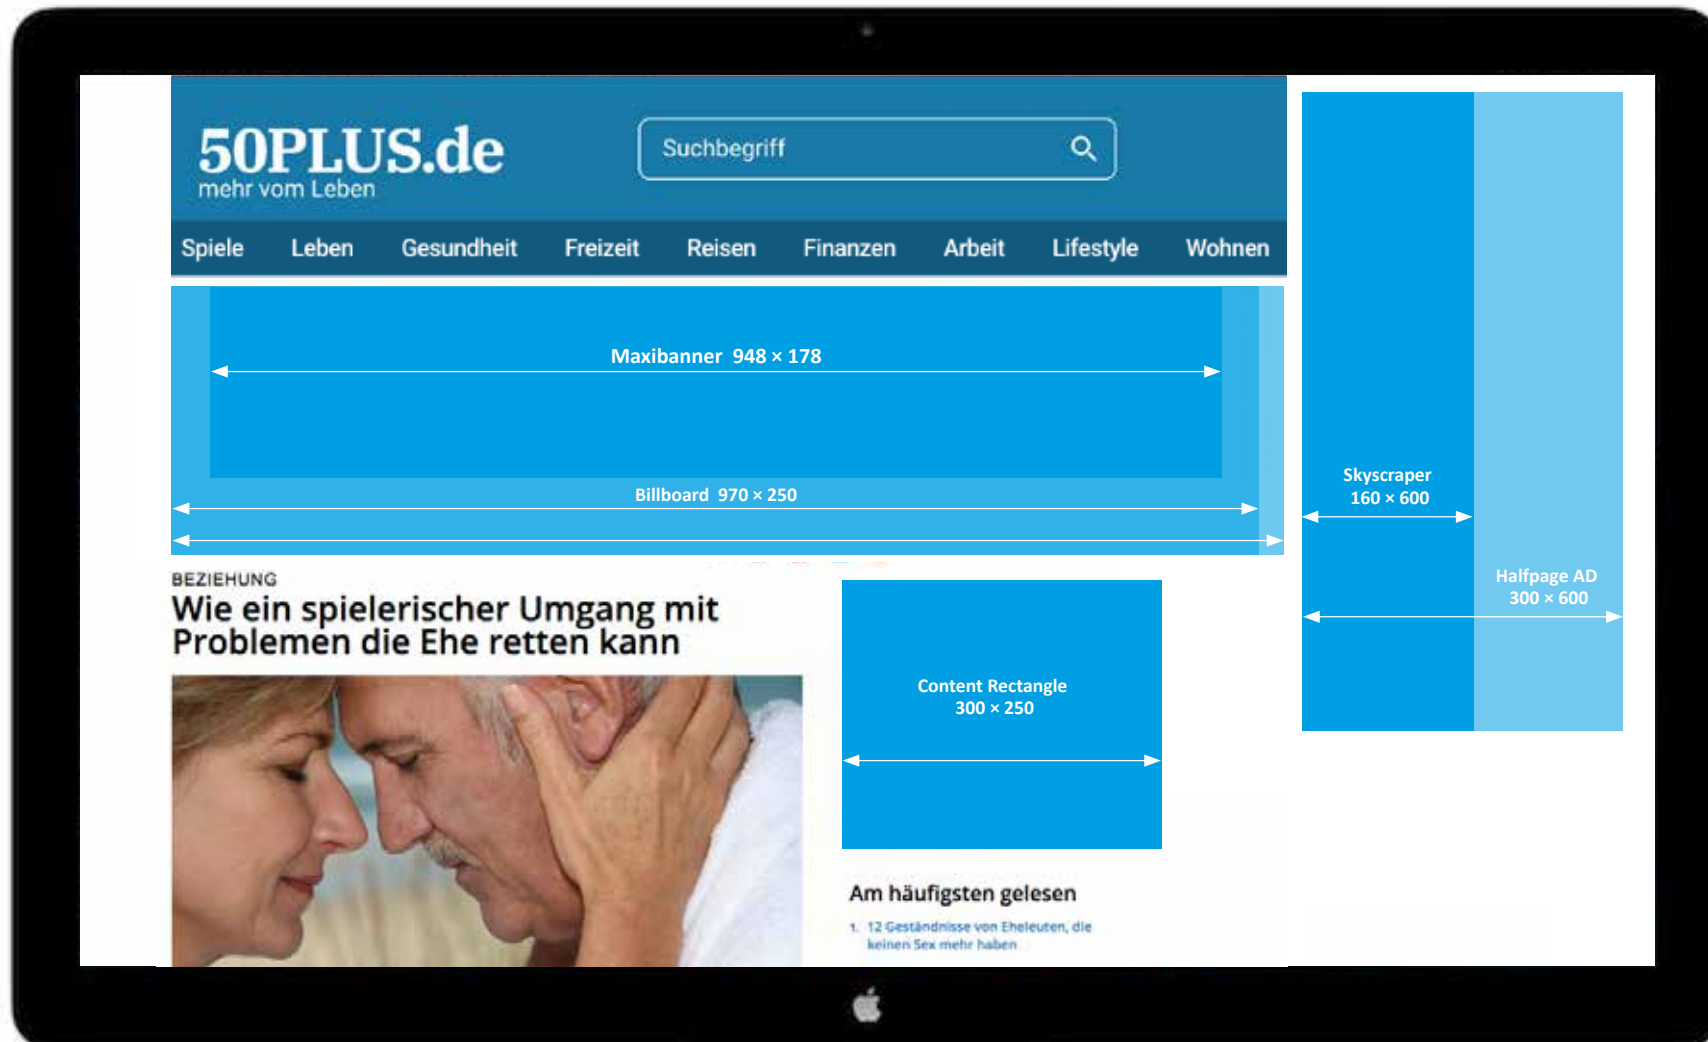 50PLUS.de
mehr vom Leben
Suchbegriff
Spiele Leben Gesundheit Freizeit Reisen Finanzen Arbeit Lifestyle Wohnen
Maxibanner 948 × 178
Billboard 970 × 250
Skyscraper
160 × 600
Halfpage AD
300 × 600
BEZIEHUNG
Wie ein spielerischer Umgang mit
Problemen die Ehe retten kann
Content Rectangle
300 × 250
Am häufigsten gelesen
1. 12 Geständnisse von Eheleuten, die
keinen Sex mehr haben